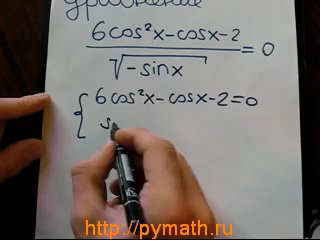 уравнение
6cos²x-cosx-2
√-sinx
=0
{ 6cos²x-cosx-2=0
s
http://pymath.ru